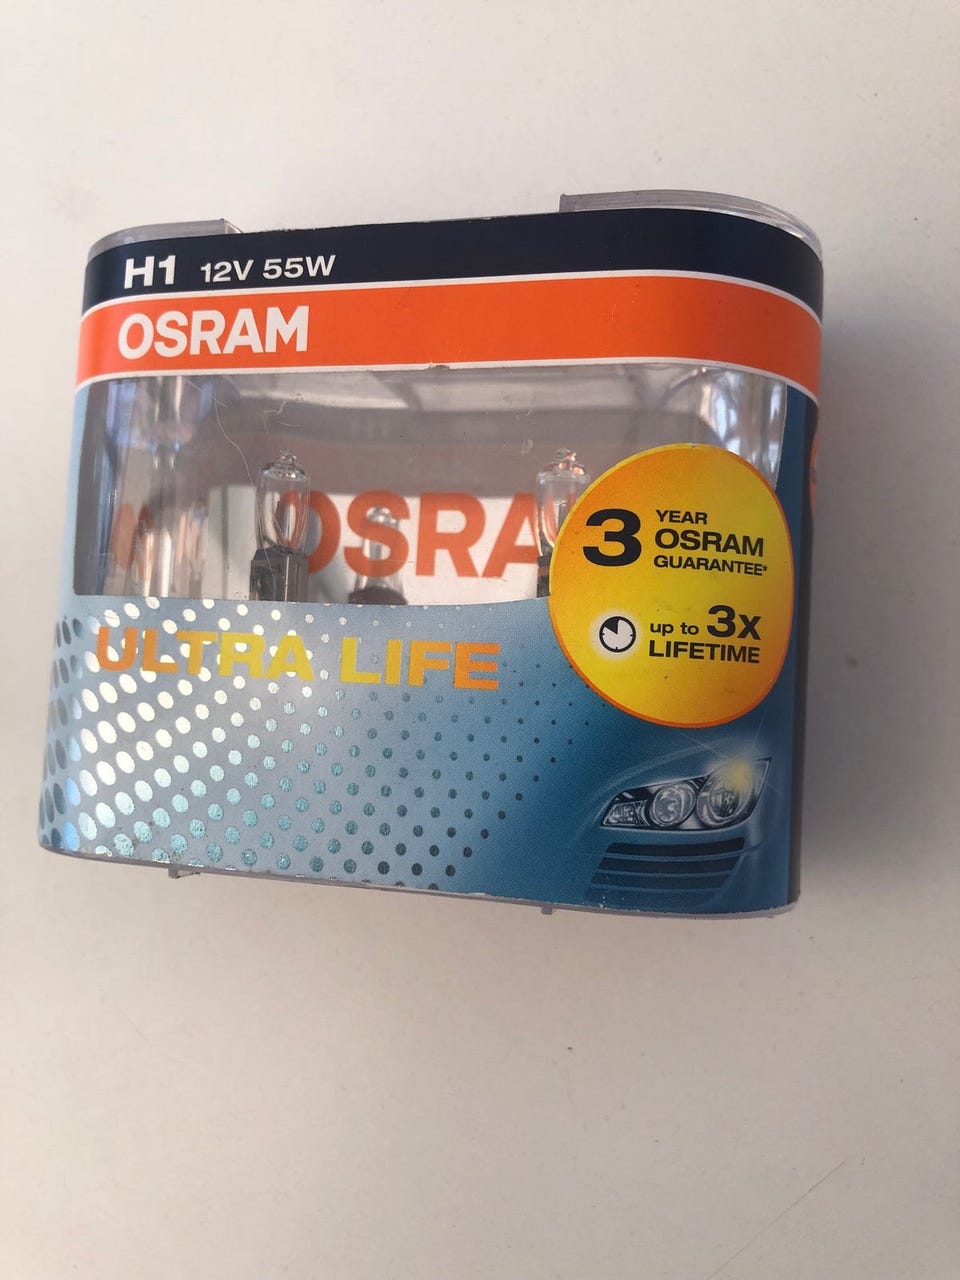 H1 12V 55W
OSRAM
OSRA
3 YEAR
OSRAM
GUARANTEE*
up to 3x
LIFETIME
ULTRA LIFE